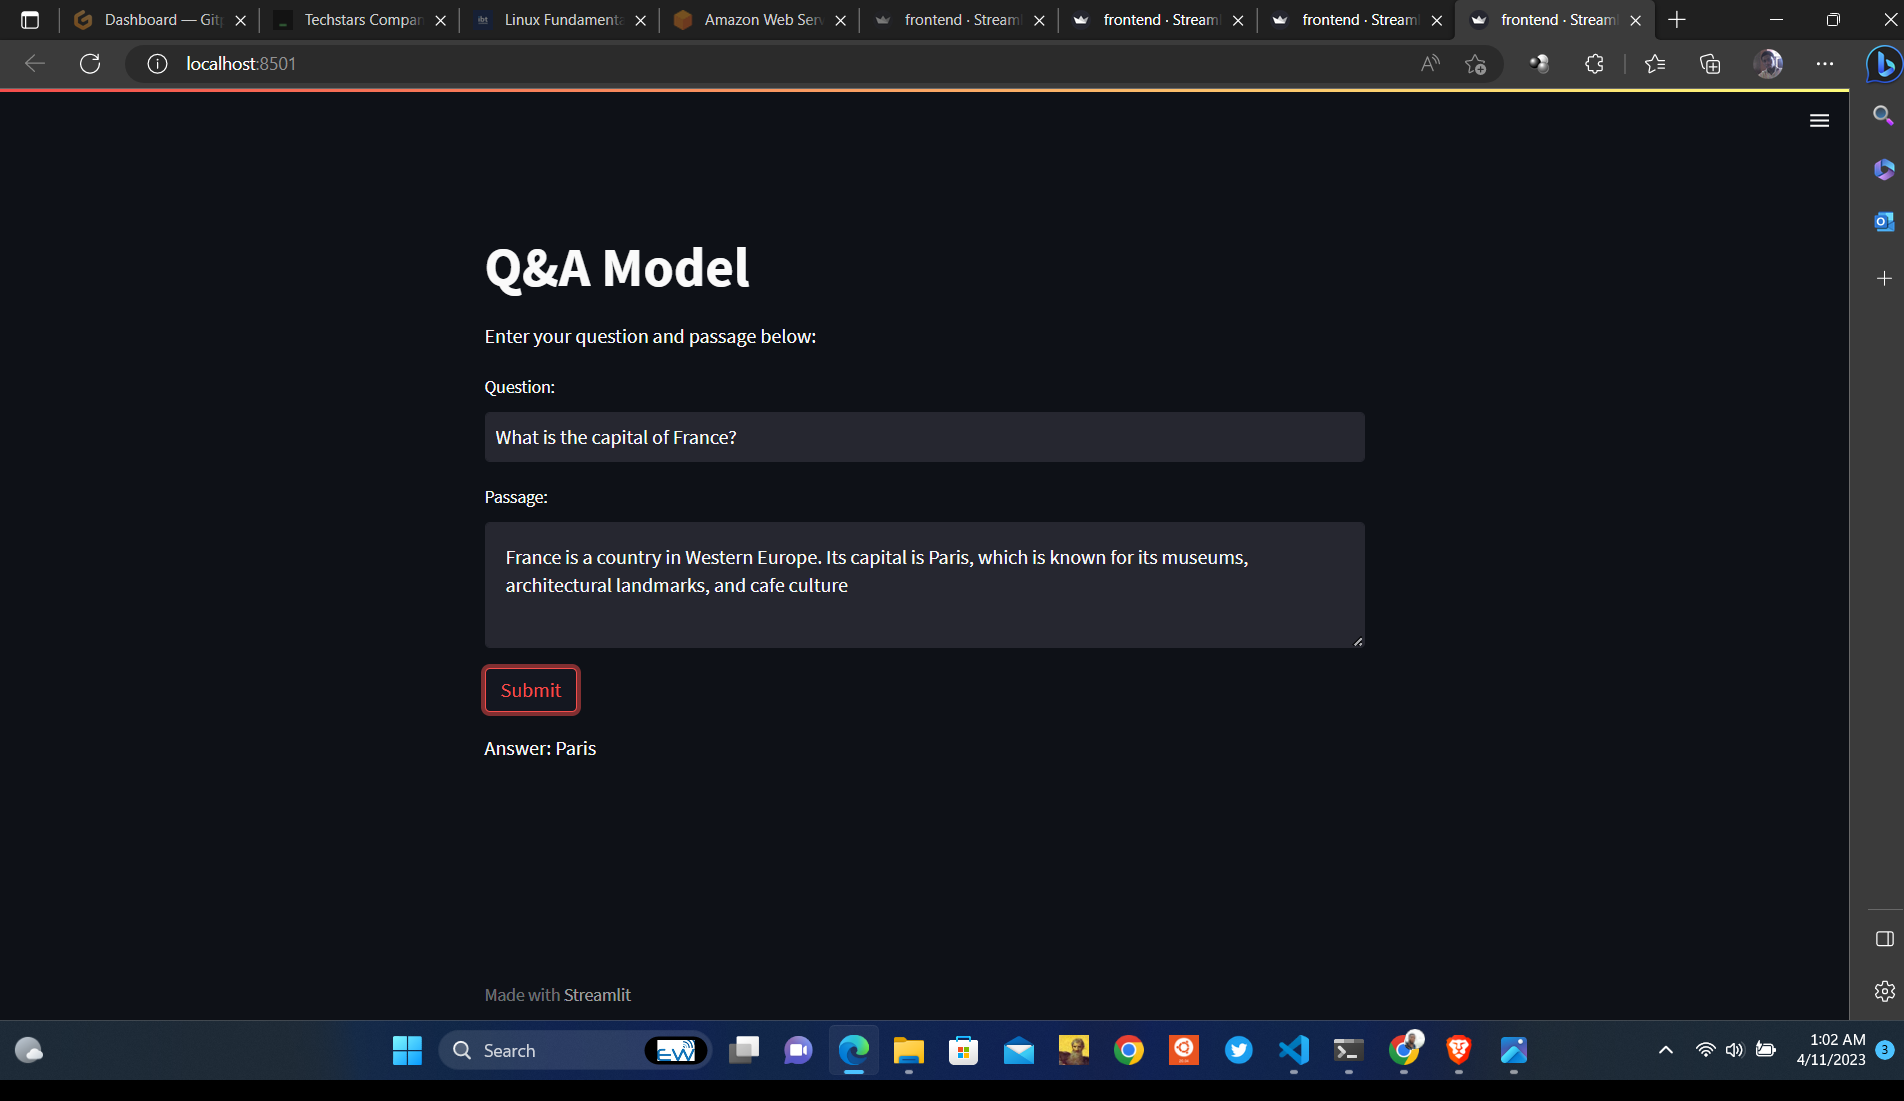 Dashboard — Git
Techstars Compan
Linux Fundamenta
Amazon Web Serv
frontend · Streaml
frontend · Streaml
frontend · Streaml
frontend · Streaml
localhost:8501
Q&A Model
Enter your question and passage below:
Question:
What is the capital of France?
Passage:
France is a country in Western Europe. Its capital is Paris, which is known for its museums,
architectural landmarks, and cafe culture
Submit
Answer: Paris
Made with Streamlit
Search
EW
1:02 AM
4/11/2023
3